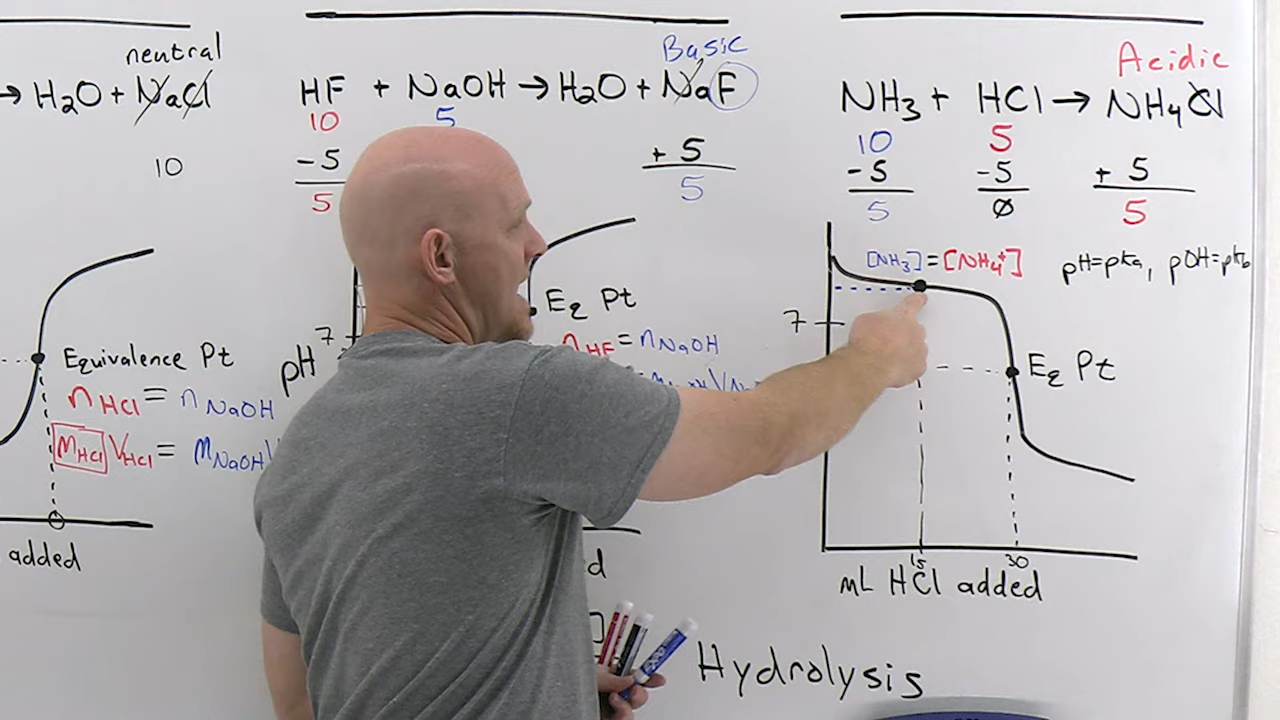 neutral
→ H₂O + NaCl
10
Equivalence Pt
nHCl = nNaOH
MHCl VHCl = MNaOH
added
Basic
HF + NaOH → H₂O + NaF
10 5
-5 + 5
5 5
7
pH
Eq Pt
nHF = nNaOH
d
Hydrolysis
Acidic
NH₃ + HCl → NH₄Cl
10 5
-5 -5 + 5
5 0 5
[NH₃] = [NH₄⁺] pH=pKa, pOH=pKb
7
Eq Pt
15 30
mL HCl added